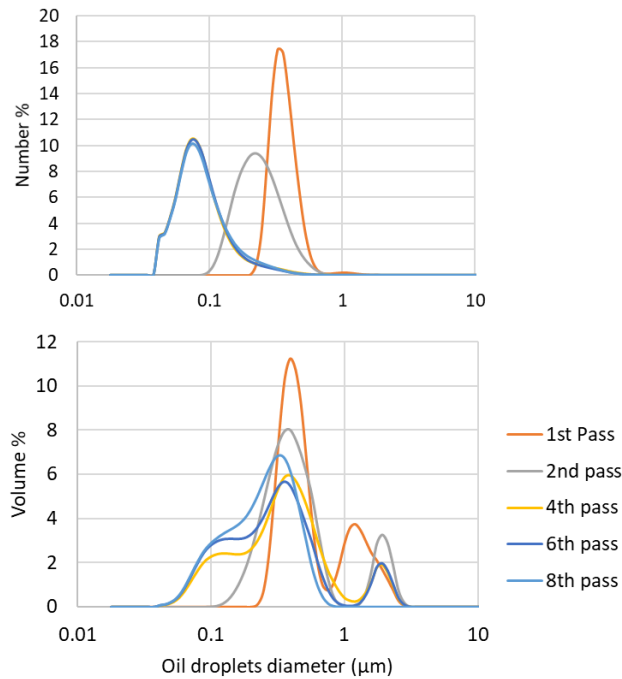 20
18
16
14
12
10
8
6
4
2
0
Number %
0.01 0.1 1 10
12
10
8
6
4
2
0
Volume %
0.01 0.1 1 10
Oil droplets diameter (µm)
1st Pass
2nd pass
4th pass
6th pass
8th pass